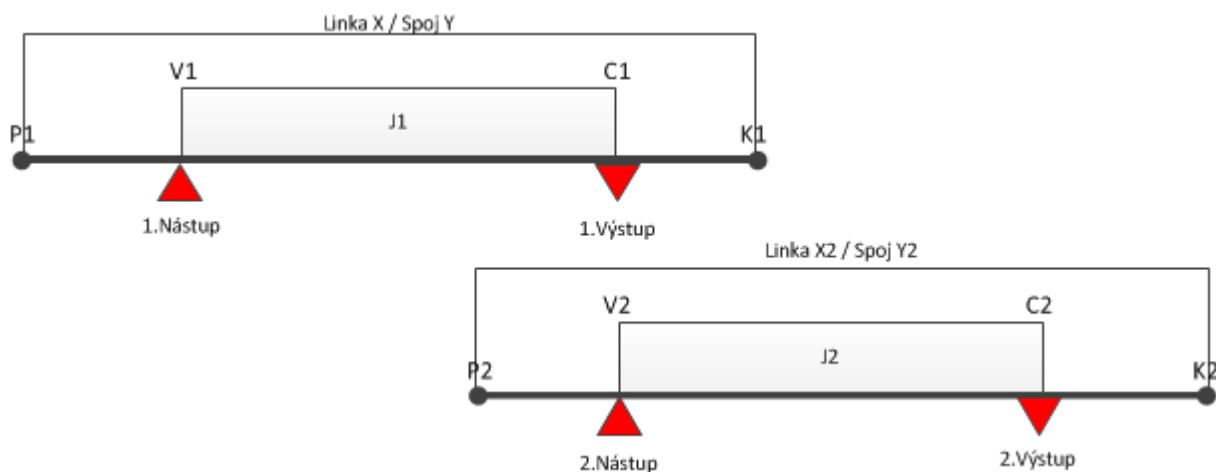 Linka X / Spoj Y
V1
C1
J1
P1
K1
1.Nástup
1.Výstup
Linka X2 / Spoj Y2
V2
C2
J2
P2
K2
2.Nástup
2.Výstup